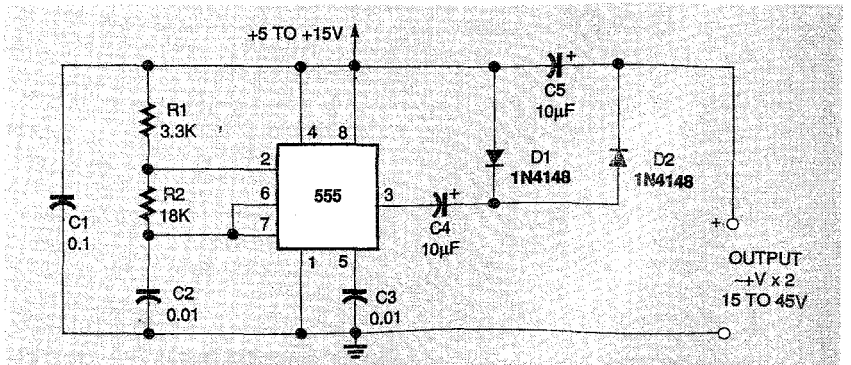 +5 TO +15V
C5
10µF
R1
3.3K
4
8
2
6
7
555
3
D1
1N4148
D2
1N4148
R2
18K
C1
0.1
C4
10µF
1
5
C2
0.01
C3
0.01
+
+
+
OUTPUT
→V x 2
15 TO 45V